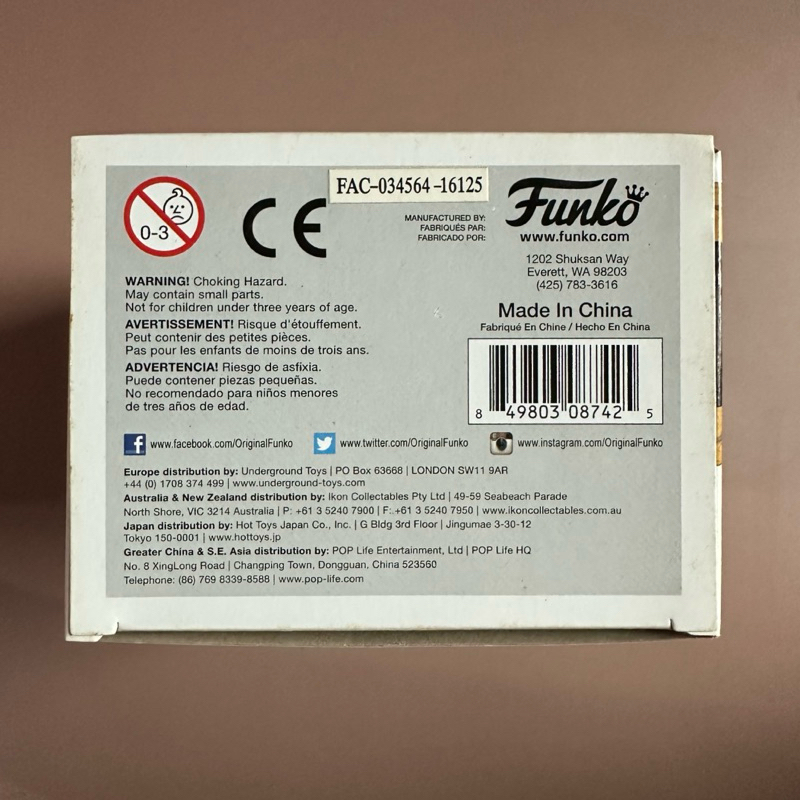 FAC-034564-16125
0-3
CE
MANUFACTURED BY:
FABRIQUÉS PAR:
FABRICADO POR:
Funko
www.funko.com
1202 Shuksan Way
Everett, WA 98203
(425) 783-3616
Made In China
Fabriqué En Chine / Hecho En China
8 49803 08742 5
WARNING! Choking Hazard.
May contain small parts.
Not for children under three years of age.
AVERTISSEMENT! Risque d'étouffement.
Peut contenir des petites pièces.
Pas pour les enfants de moins de trois ans.
ADVERTENCIA! Riesgo de asfixia.
Puede contener piezas pequeñas.
No recomendado para niños menores
de tres años de edad.
www.facebook.com/OriginalFunko www.twitter.com/OriginalFunko www.instagram.com/OriginalFunko
Europe distribution by: Underground Toys | PO Box 63668 | LONDON SW11 9AR
+44 (0) 1708 374 499 | www.underground-toys.com
Australia & New Zealand distribution by: Ikon Collectables Pty Ltd | 49-59 Seabeach Parade
North Shore, VIC 3214 Australia | P: +61 3 5240 7900 | F: +61 3 5240 7950 | www.ikoncollectables.com.au
Japan distribution by: Hot Toys Japan Co., Inc. | G Bldg 3rd Floor | Jingumae 3-30-12
Tokyo 150-0001 | www.hottoys.jp
Greater China & S.E. Asia distribution by: POP Life Entertainment, Ltd | POP Life HQ
No. 8 XingLong Road | Changping Town, Dongguan, China 523560
Telephone: (86) 769 8339-8588 | www.pop-life.com